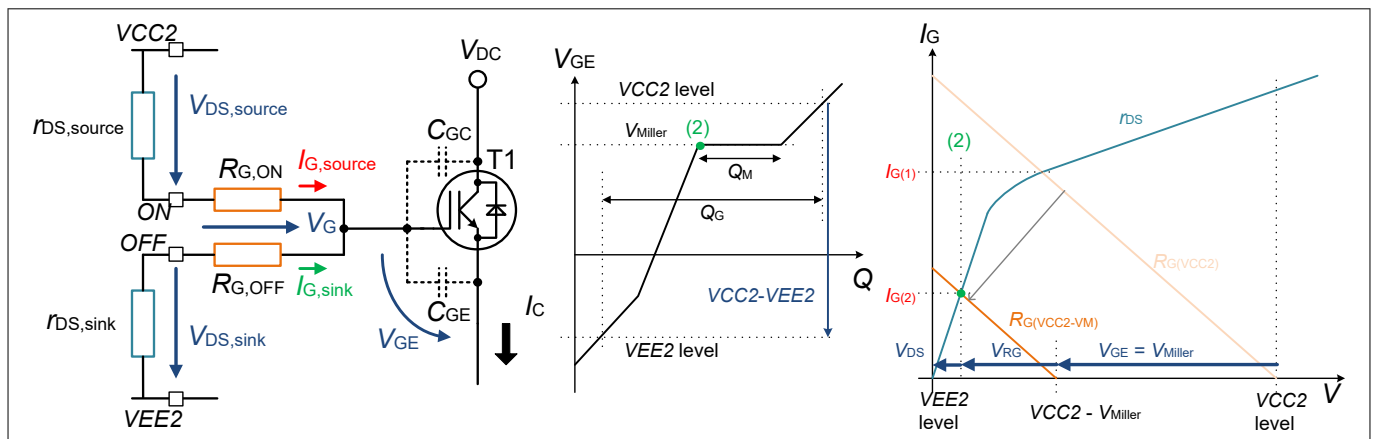 VCC2
VDS,source
rDS,source
RG,ON
IG,source
ON
VG
OFF
RG,OFF
IG,sink
rDS,sink
VDS,sink
VEE2
VDC
CGC
T1
CGE
VGE
IC
VGE
VCC2 level
VMiller
(2)
QM
QG
Q
VCC2-VEE2
VEE2 level
IG
rDS
(2)
IG(1)
RG(VCC2)
IG(2)
RG(VCC2-VM)
VDS
VRG
VGE = VMiller
VEE2
level
VCC2 - VMiller
VCC2
level
V